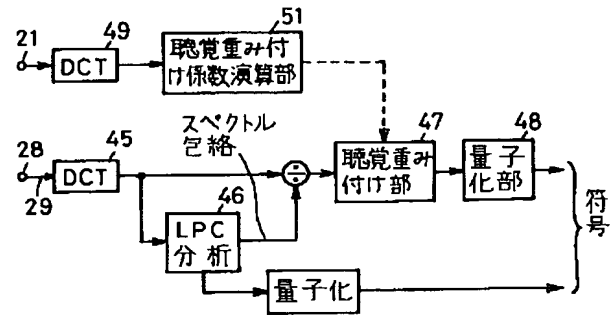 21
49
DCT
51
聴覚重み付
け係数演算部
スペクトル
包絡
28
29
45
DCT
46
LPC
分析
÷
47
聴覚重み
付け部
48
量子
化部
量子化
符号